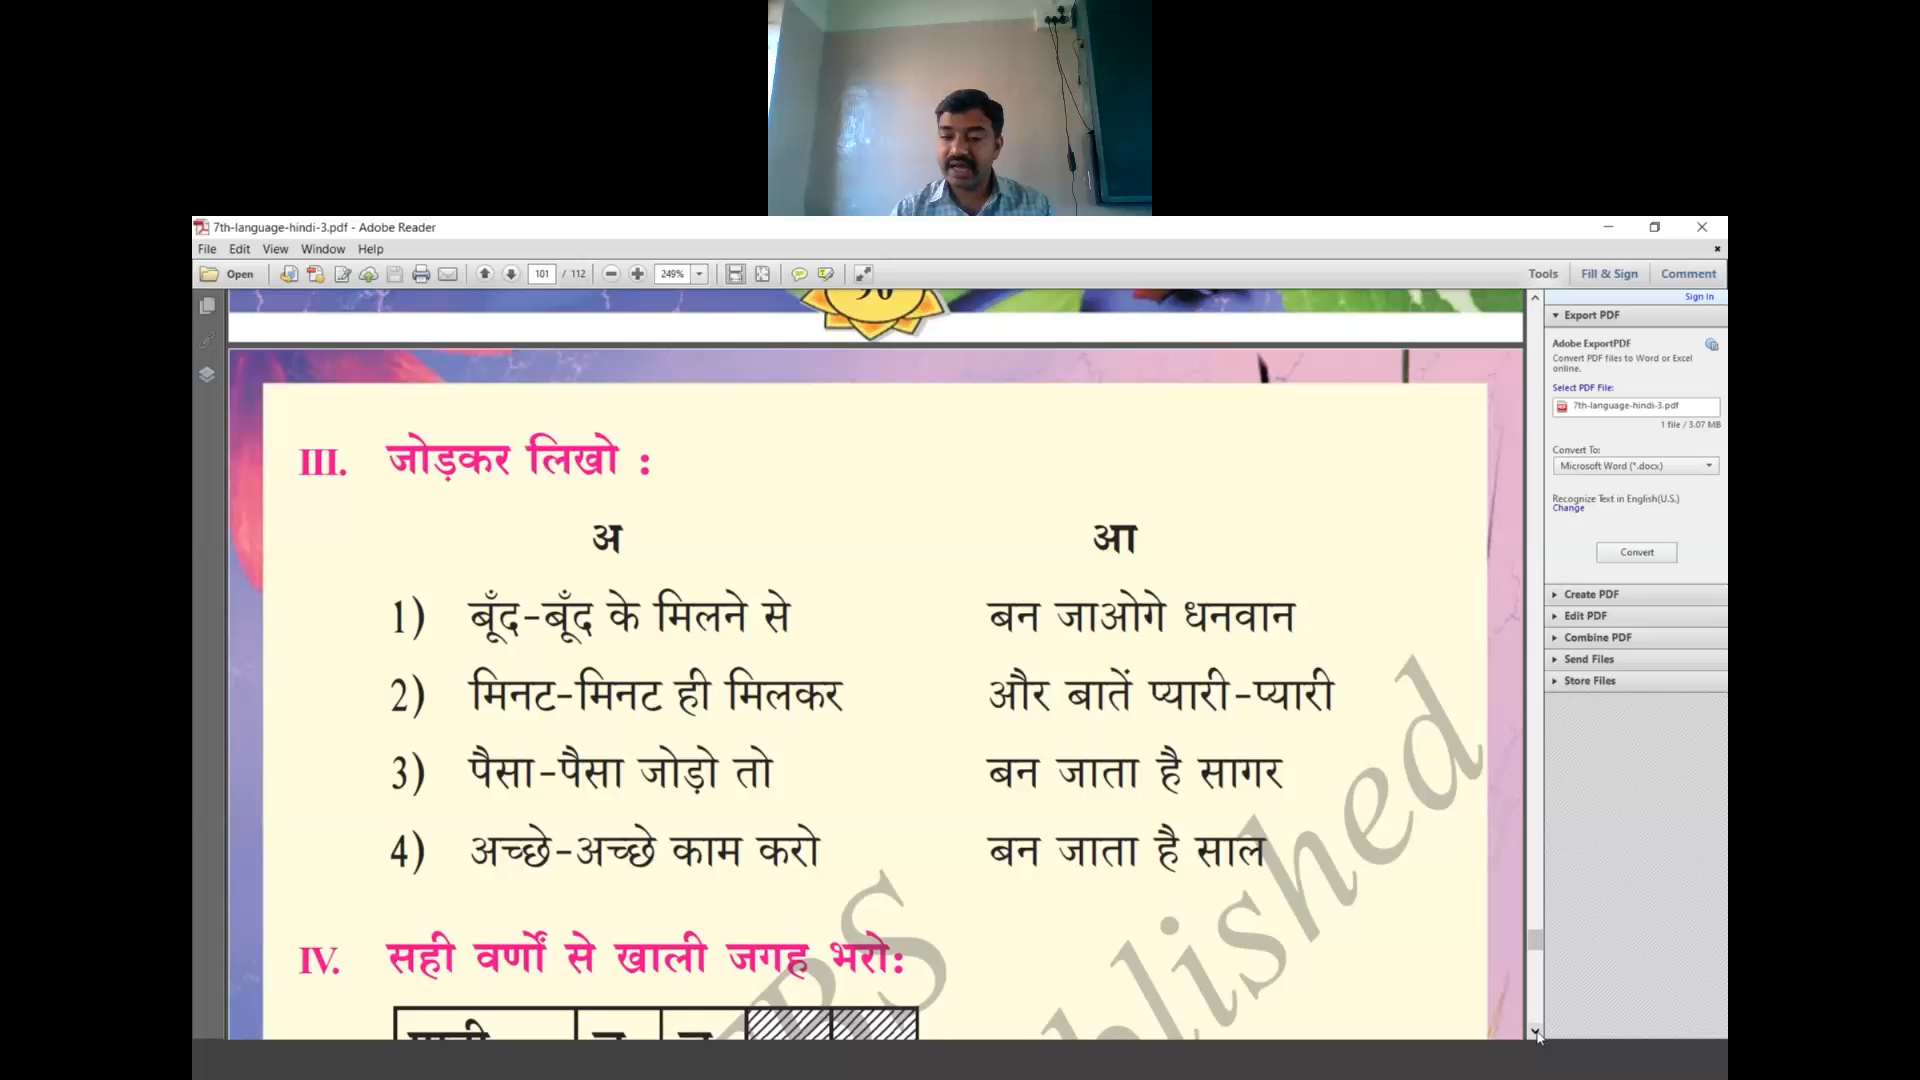 7th-language-hindi-3.pdf - Adobe Reader
File Edit View Window Help
Open 101 / 112 249% Tools Fill & Sign Comment
90
Sign In
Export PDF
Adobe ExportPDF
Convert PDF files to Word or Excel
online.
Select PDF File:
7th-language-hindi-3.pdf
1 file / 3.07 MB
Convert To:
Microsoft Word (*.docx)
Recognize Text in English(U.S.)
Change
Convert
Create PDF
Edit PDF
Combine PDF
Send Files
Store Files
III. जोड़कर लिखो :
अ आ
1) बूँद-बूँद के मिलने से बन जाओगे धनवान
2) मिनट-मिनट ही मिलकर और बातें प्यारी-प्यारी
3) पैसा-पैसा जोड़ो तो बन जाता है सागर
4) अच्छे-अच्छे काम करो बन जाता है साल
IV. सही वर्णों से खाली जगह भरो: